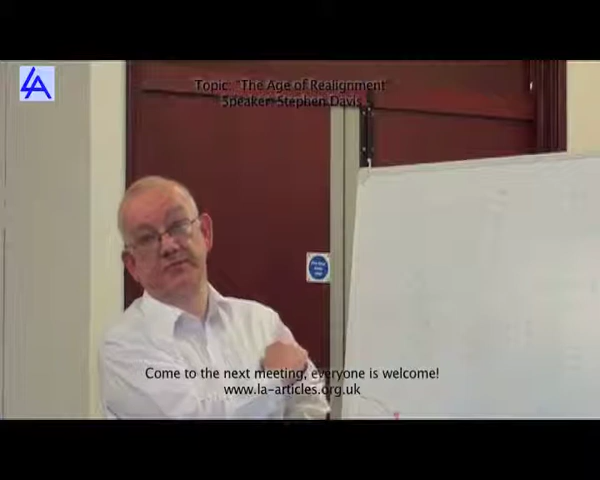 LA
Topic: "The Age of Realignment"
Speaker-Stephen Davis
Come to the next meeting, everyone is welcome!
www.la-articles.org.uk